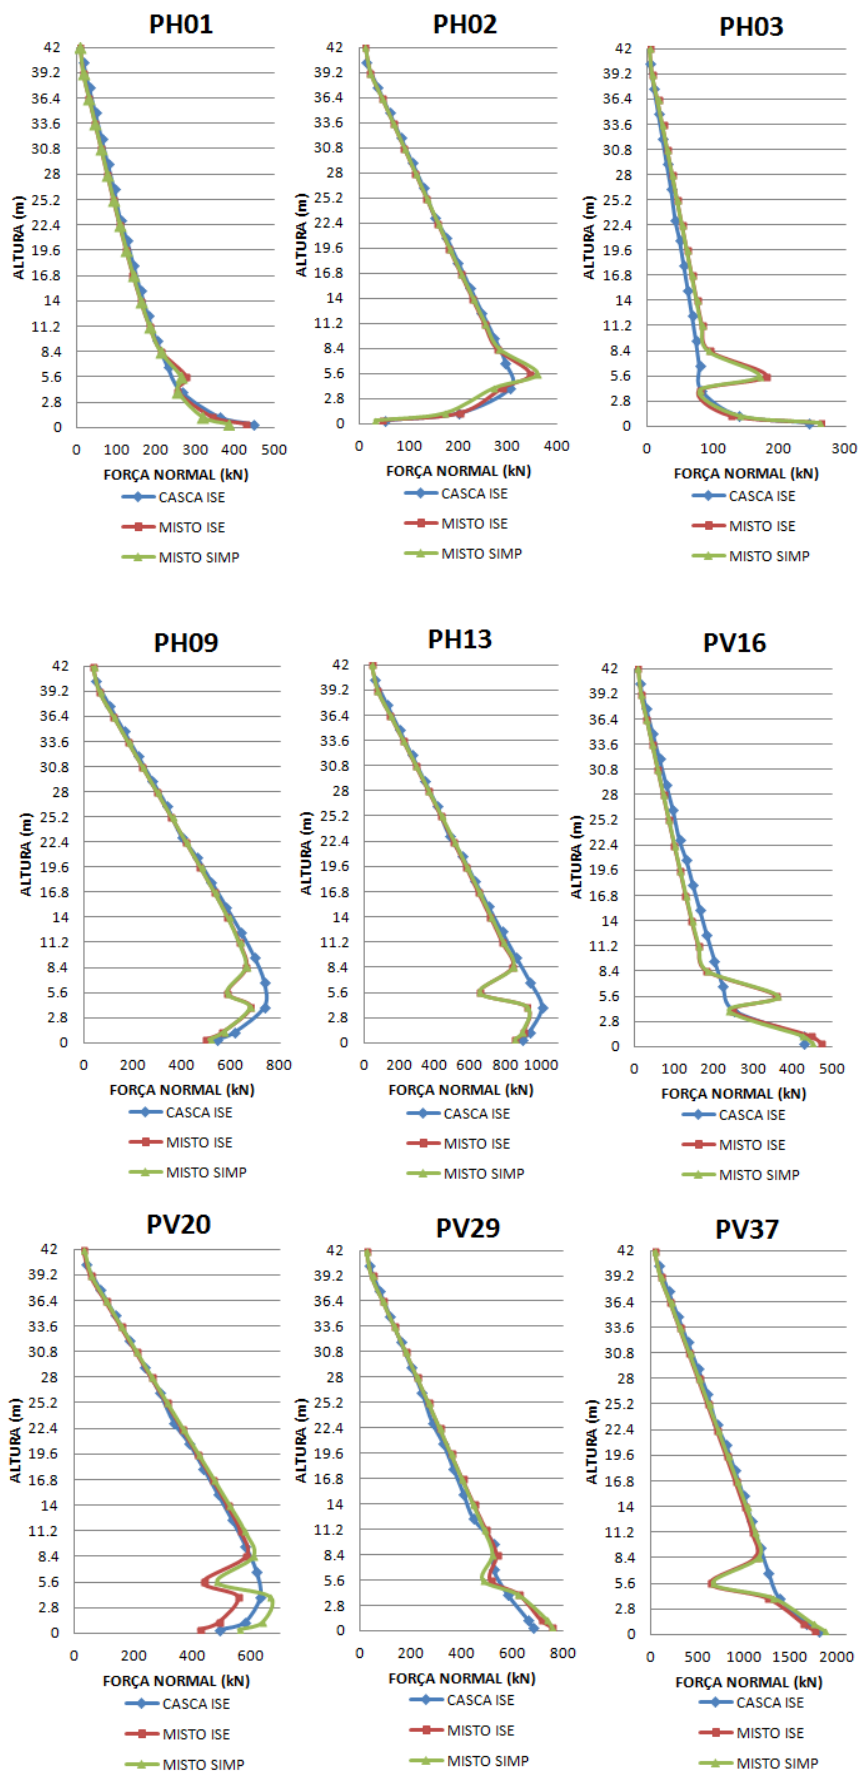 PH01
ALTURA (m)
42
39.2
36.4
33.6
30.8
28
25.2
22.4
19.6
16.8
14
11.2
8.4
5.6
2.8
0
0 100 200 300 400 500
FORÇA NORMAL (kN)
CASCA ISE
MISTO ISE
MISTO SIMP
PH02
ALTURA (m)
42
39.2
36.4
33.6
30.8
28
25.2
22.4
19.6
16.8
14
11.2
8.4
5.6
2.8
0
0 100 200 300 400
FORÇA NORMAL (kN)
CASCA ISE
MISTO ISE
MISTO SIMP
PH03
ALTURA (m)
42
39.2
36.4
33.6
30.8
28
25.2
22.4
19.6
16.8
14
11.2
8.4
5.6
2.8
0
0 100 200 300
FORÇA NORMAL (kN)
CASCA ISE
MISTO ISE
MISTO SIMP
PH09
ALTURA (m)
42
39.2
36.4
33.6
30.8
28
25.2
22.4
19.6
16.8
14
11.2
8.4
5.6
2.8
0
0 200 400 600 800
FORÇA NORMAL (kN)
CASCA ISE
MISTO ISE
MISTO SIMP
PH13
ALTURA (m)
42
39.2
36.4
33.6
30.8
28
25.2
22.4
19.6
16.8
14
11.2
8.4
5.6
2.8
0
0 200 400 600 800 1000
FORÇA NORMAL (kN)
CASCA ISE
MISTO ISE
MISTO SIMP
PV16
ALTURA (m)
42
39.2
36.4
33.6
30.8
28
25.2
22.4
19.6
16.8
14
11.2
8.4
5.6
2.8
0
0 100 200 300 400 500
FORÇA NORMAL (kN)
CASCA ISE
MISTO ISE
MISTO SIMP
PV20
ALTURA (m)
42
39.2
36.4
33.6
30.8
28
25.2
22.4
19.6
16.8
14
11.2
8.4
5.6
2.8
0
0 200 400 600
FORÇA NORMAL (kN)
CASCA ISE
MISTO ISE
MISTO SIMP
PV29
ALTURA (m)
42
39.2
36.4
33.6
30.8
28
25.2
22.4
19.6
16.8
14
11.2
8.4
5.6
2.8
0
0 200 400 600 800
FORÇA NORMAL (kN)
CASCA ISE
MISTO ISE
MISTO SIMP
PV37
ALTURA (m)
42
39.2
36.4
33.6
30.8
28
25.2
22.4
19.6
16.8
14
11.2
8.4
5.6
2.8
0
0 500 1000 1500 2000
FORÇA NORMAL (kN)
CASCA ISE
MISTO ISE
MISTO SIMP